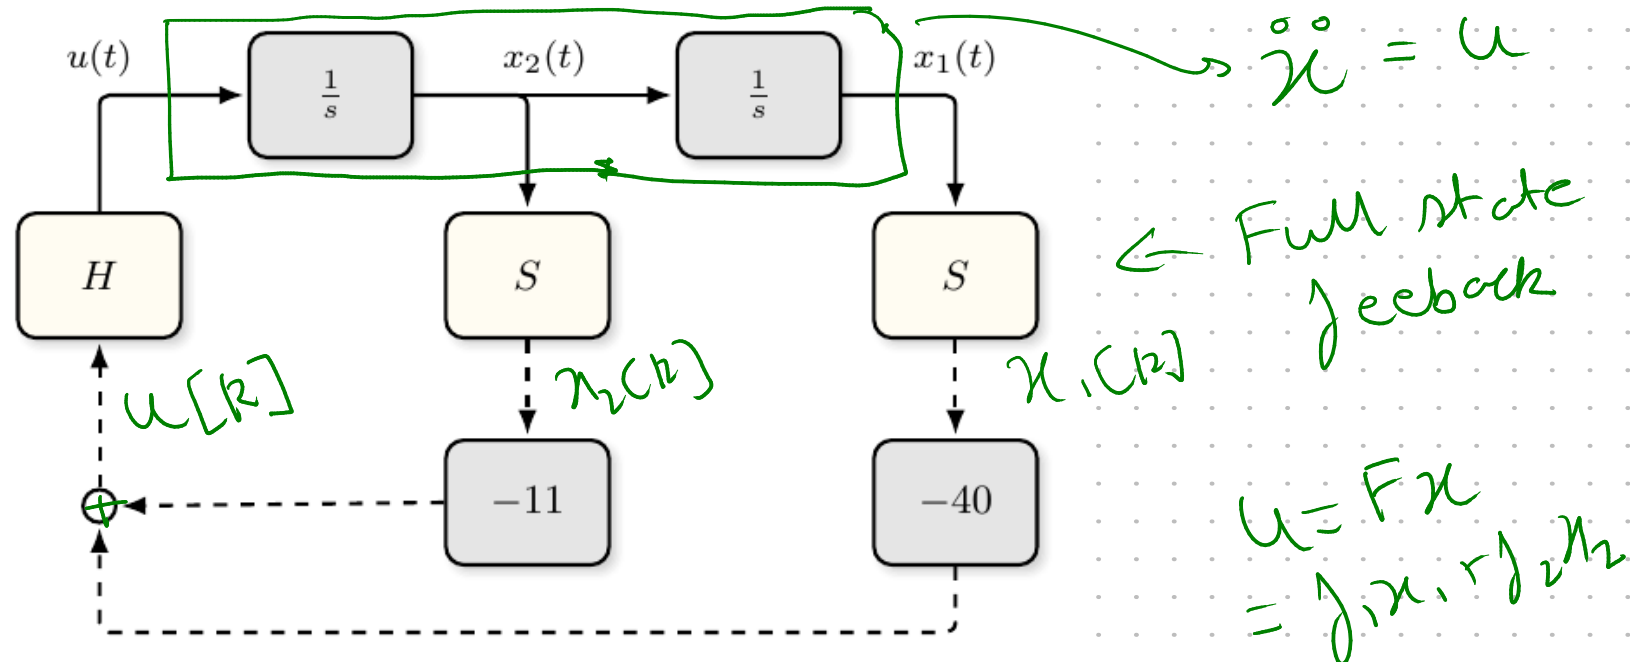 u(t)
1/s
x₂(t)
1/s
x₁(t)
ẍ = u
H
S
S
← Full state
feeback
u[k]
x₂[k]
x₁[k]
−11
−40
u = Fx
= f₁x₁ + f₂x₂